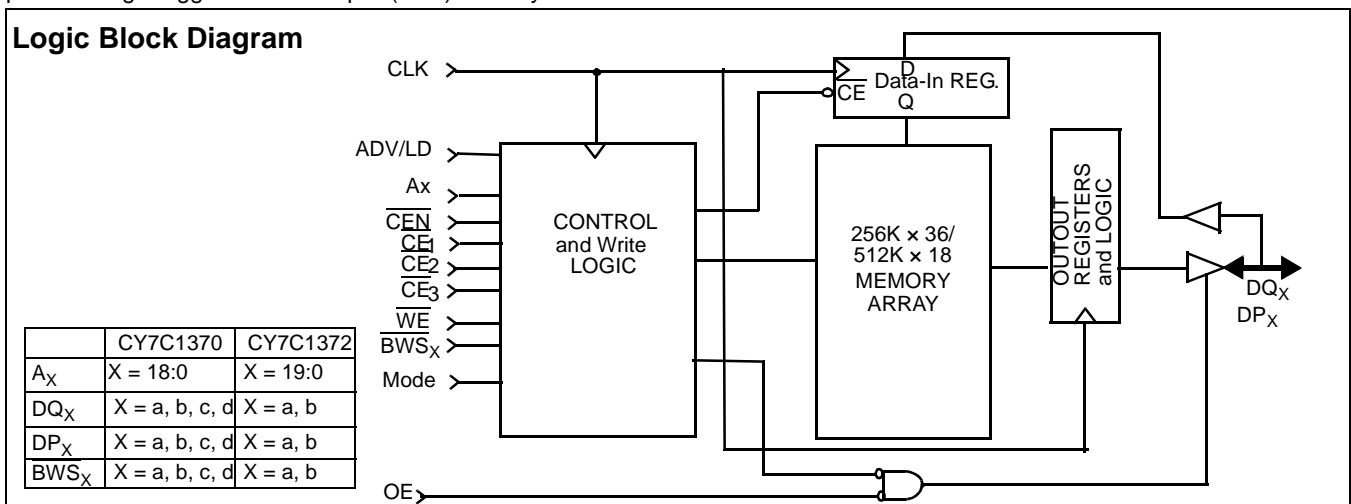 Logic Block Diagram
CLK
D
CE Data-In REG.
Q
ADV/LD
Ax
CEN
CE1
CE2
CE3
WE
BWSX
Mode
OE
CONTROL
and Write
LOGIC
256K × 36/
512K × 18
MEMORY
ARRAY
OUTOUT
REGISTERS
and LOGIC
DQX
DPX
CY7C1370 CY7C1372
AX X = 18:0 X = 19:0
DQX X = a, b, c, d X = a, b
DPX X = a, b, c, d X = a, b
BWSX X = a, b, c, d X = a, b